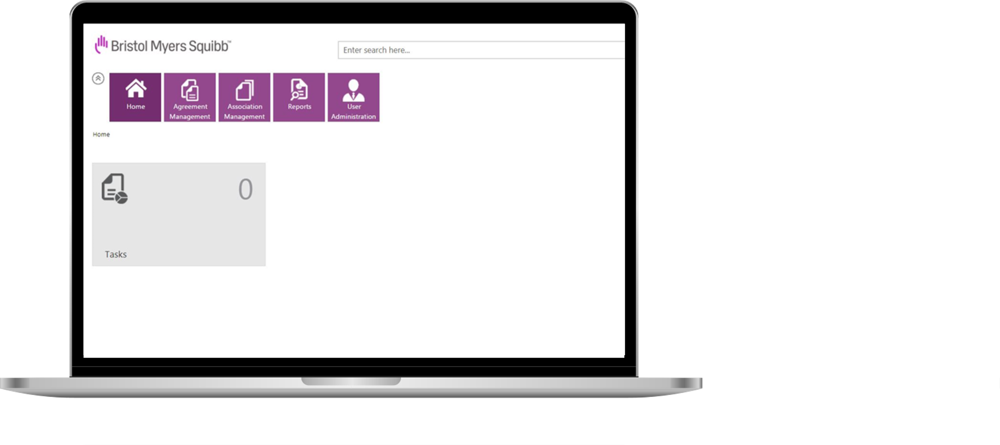 Bristol Myers Squibb™
Enter search here...
Home
Agreement
Management
Association
Management
Reports
User
Administration
Home
0
Tasks